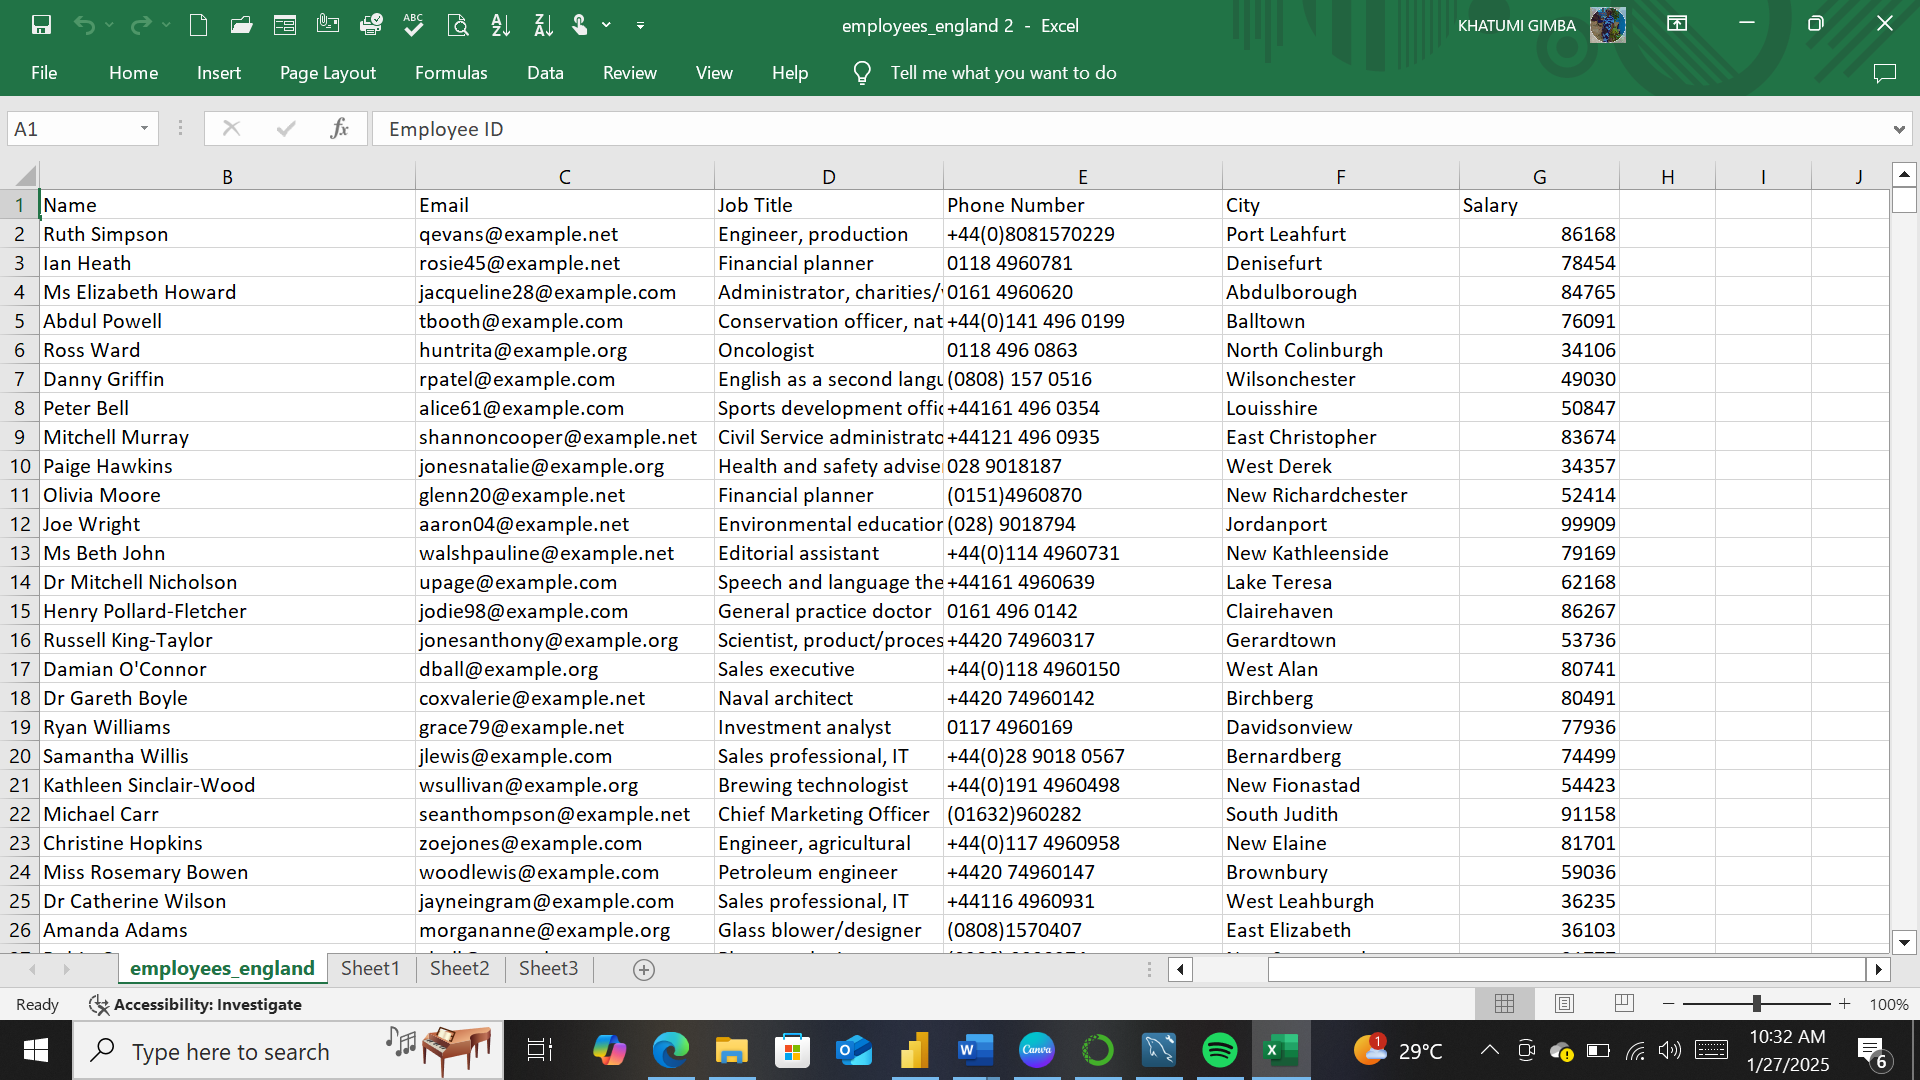 ABC
employees_england 2 - Excel
KHATUMI GIMBA
File Home Insert Page Layout Formulas Data Review View Help Tell me what you want to do
A1 fx Employee ID
B C D E F G H I J
1 Name Email Job Title Phone Number City Salary
2 Ruth Simpson qevans@example.net Engineer, production +44(0)8081570229 Port Leahfurt 86168
3 Ian Heath rosie45@example.net Financial planner 0118 4960781 Denisefurt 78454
4 Ms Elizabeth Howard jacqueline28@example.com Administrator, charities/ 0161 4960620 Abdulborough 84765
5 Abdul Powell tbooth@example.com Conservation officer, nat +44(0)141 496 0199 Balltown 76091
6 Ross Ward huntrita@example.org Oncologist 0118 496 0863 North Colinburgh 34106
7 Danny Griffin rpatel@example.com English as a second langu (0808) 157 0516 Wilsonchester 49030
8 Peter Bell alice61@example.com Sports development offic +44161 496 0354 Louisshire 50847
9 Mitchell Murray shannoncooper@example.net Civil Service administrato +44121 496 0935 East Christopher 83674
10 Paige Hawkins jonesnatalie@example.org Health and safety advise 028 9018187 West Derek 34357
11 Olivia Moore glenn20@example.net Financial planner (0151)4960870 New Richardchester 52414
12 Joe Wright aaron04@example.net Environmental education (028) 9018794 Jordanport 99909
13 Ms Beth John walshpauline@example.net Editorial assistant +44(0)114 4960731 New Kathleenside 79169
14 Dr Mitchell Nicholson upage@example.com Speech and language the +44161 4960639 Lake Teresa 62168
15 Henry Pollard-Fletcher jodie98@example.com General practice doctor 0161 496 0142 Clairehaven 86267
16 Russell King-Taylor jonesanthony@example.org Scientist, product/proces +4420 74960317 Gerardtown 53736
17 Damian O'Connor dball@example.org Sales executive +44(0)118 4960150 West Alan 80741
18 Dr Gareth Boyle coxvalerie@example.net Naval architect +4420 74960142 Birchberg 80491
19 Ryan Williams grace79@example.net Investment analyst 0117 4960169 Davidsonview 77936
20 Samantha Willis jlewis@example.com Sales professional, IT +44(0)28 9018 0567 Bernardberg 74499
21 Kathleen Sinclair-Wood wsullivan@example.org Brewing technologist +44(0)191 4960498 New Fionastad 54423
22 Michael Carr seanthompson@example.net Chief Marketing Officer (01632)960282 South Judith 91158
23 Christine Hopkins zoejones@example.com Engineer, agricultural +44(0)117 4960958 New Elaine 81701
24 Miss Rosemary Bowen woodlewis@example.com Petroleum engineer +4420 74960147 Brownbury 59036
25 Dr Catherine Wilson jayneingram@example.com Sales professional, IT +44116 4960931 West Leahburgh 36235
26 Amanda Adams morgananne@example.org Glass blower/designer (0808)1570407 East Elizabeth 36103
employees_england Sheet1 Sheet2 Sheet3
Ready Accessibility: Investigate 100%
Type here to search Canva 1 29°C 10:32 AM
1/27/2025 6